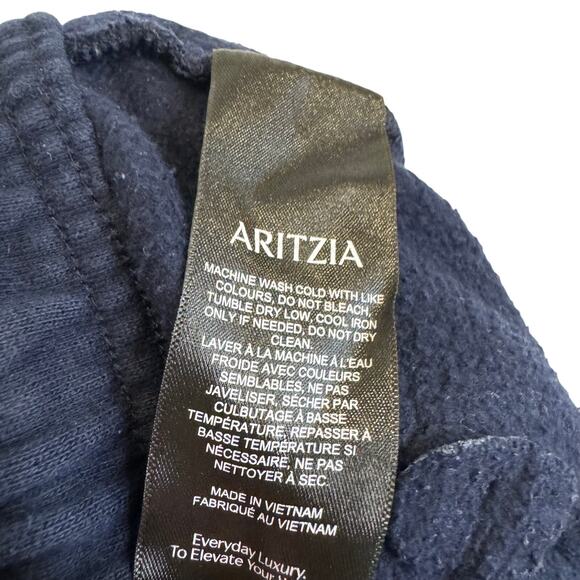 ARITZIA
MACHINE WASH COLD WITH LIKE
COLOURS, DO NOT BLEACH,
TUMBLE DRY LOW, COOL IRON
ONLY IF NEEDED, DO NOT DRY
CLEAN.
LAVER À LA MACHINE À L'EAU
FROIDE AVEC COULEURS
SEMBLABLES, NE PAS
JAVELISER, SÉCHER PAR
CULBUTAGE À BASSE
TEMPÉRATURE, REPASSER À
BASSE TEMPÉRATURE SI
NÉCESSAIRE, NE PAS
NETTOYER À SEC.
MADE IN VIETNAM
FABRIQUÉ AU VIETNAM
Everyday Luxury.
To Elevate Your